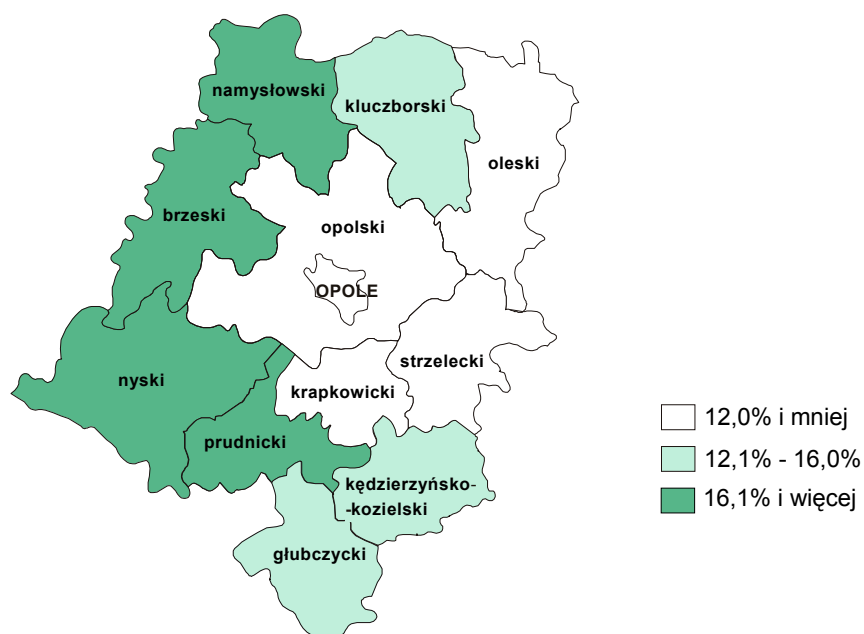 namysłowski
kluczborski
oleski
brzeski
opolski
OPOLE
strzelecki
nyski
krapkowicki
prudnicki
kędzierzyńsko-
-kozielski
głubczycki
12,0% i mniej
12,1% - 16,0%
16,1% i więcej